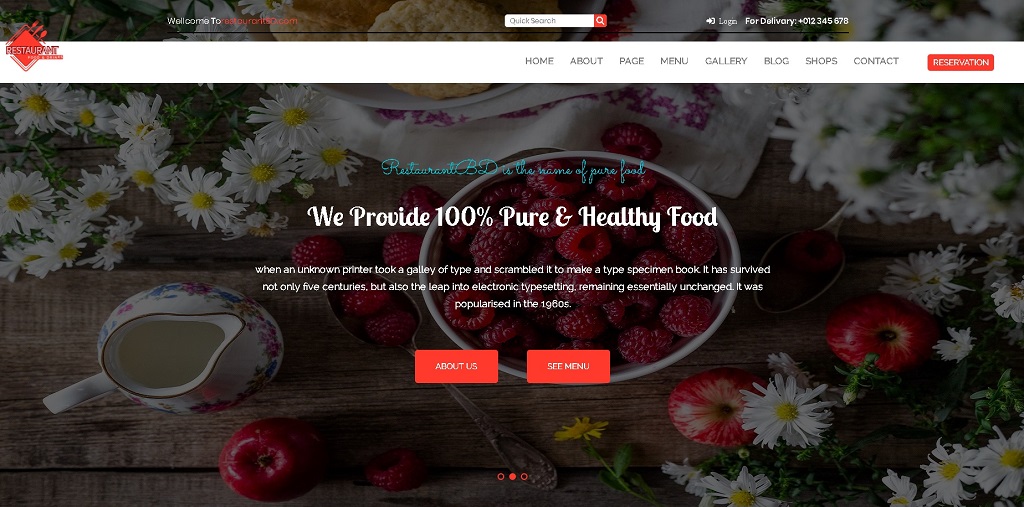 Wellcome To restaurantBD.com
Quick Search
Login
For Delivary: +012 345 678
RESTAURANT
HOME
ABOUT
PAGE
MENU
GALLERY
BLOG
SHOPS
CONTACT
RESERVATION
RestaurantBD is the name of pure food
We Provide 100% Pure & Healthy Food
when an unknown printer took a galley of type and scrambled it to make a type specimen book. It has survived
not only five centuries, but also the leap into electronic typesetting, remaining essentially unchanged. It was
popularised in the 1960s.
ABOUT US
SEE MENU